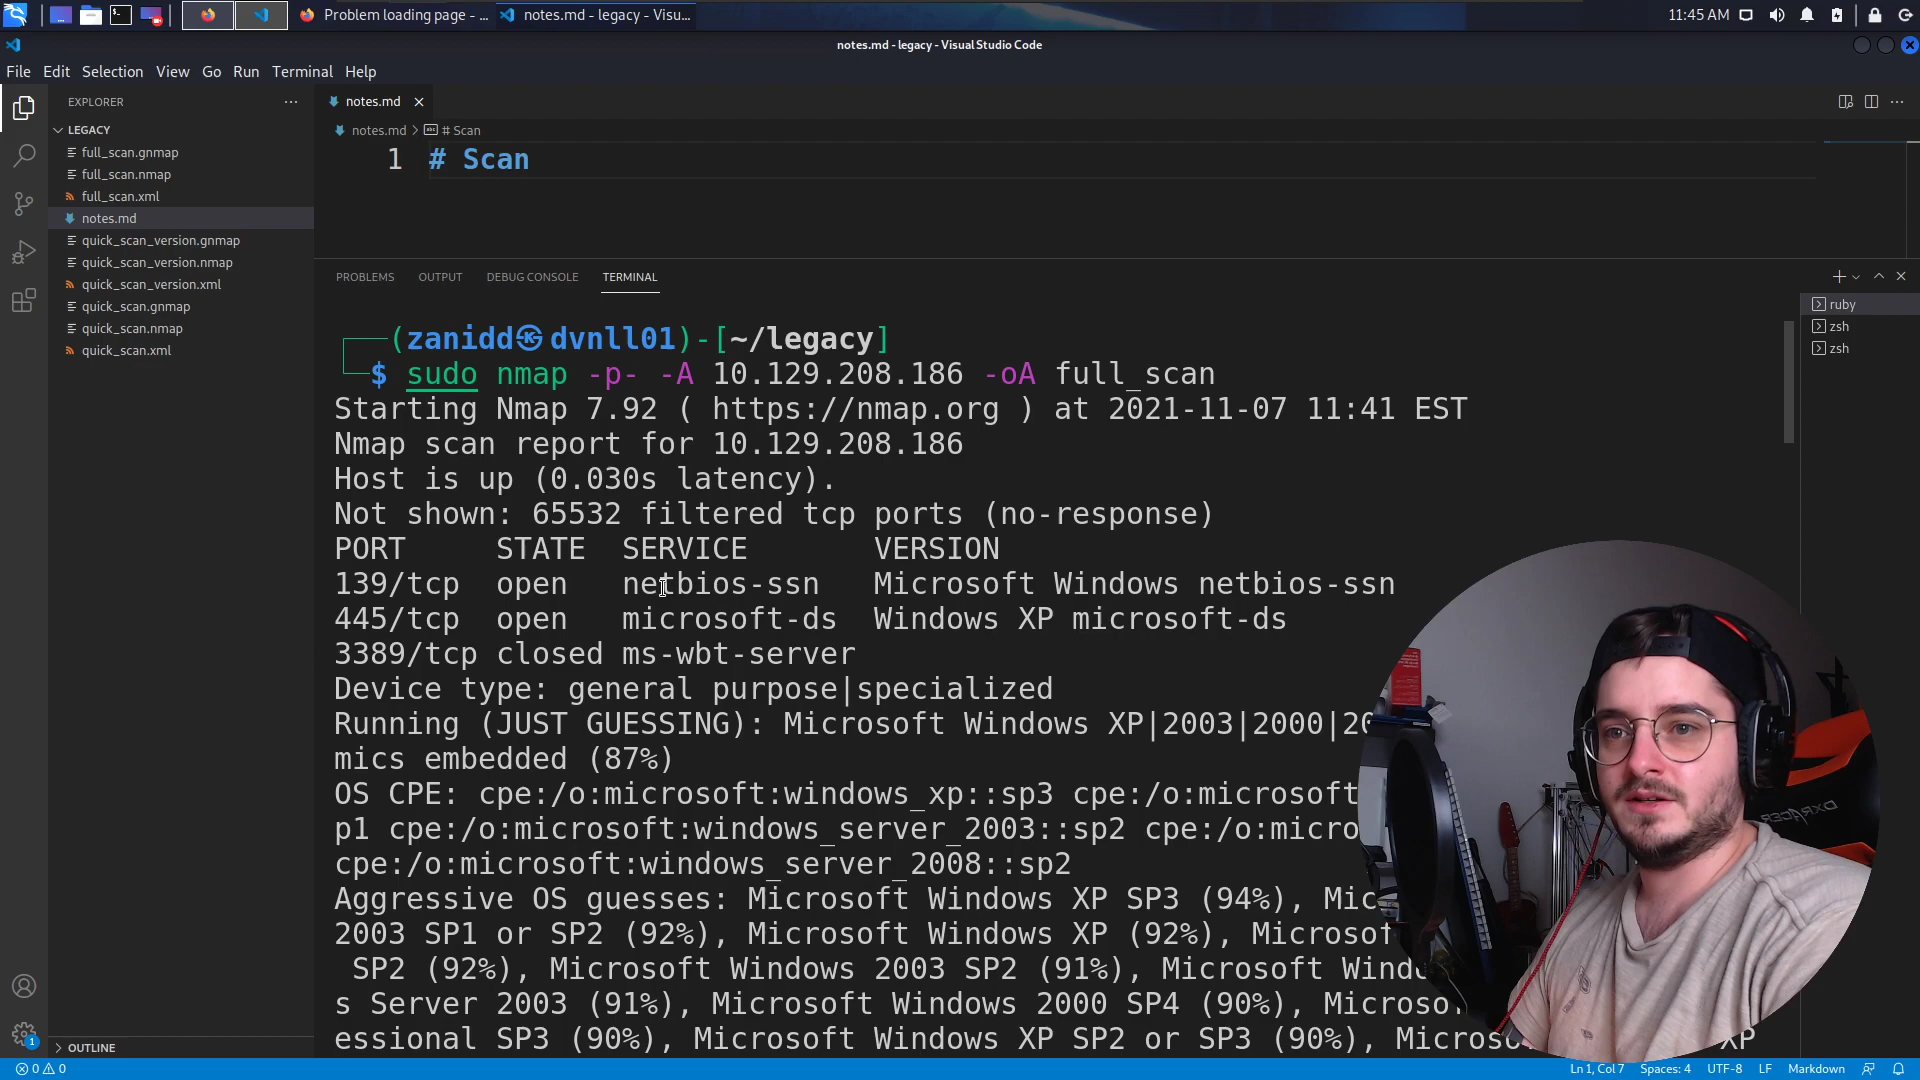 Problem loading page - ...
notes.md - legacy - Visu...
11:45 AM
notes.md - legacy - Visual Studio Code
File Edit Selection View Go Run Terminal Help
EXPLORER
LEGACY
full_scan.gnmap
full_scan.nmap
full_scan.xml
notes.md
quick_scan_version.gnmap
quick_scan_version.nmap
quick_scan_version.xml
quick_scan.gnmap
quick_scan.nmap
quick_scan.xml
OUTLINE
notes.md
notes.md > # Scan
1 # Scan
PROBLEMS OUTPUT DEBUG CONSOLE TERMINAL
ruby
zsh
zsh
(zanidd㉿dvnll01)-[~/legacy]
$ sudo nmap -p- -A 10.129.208.186 -oA full_scan
Starting Nmap 7.92 ( https://nmap.org ) at 2021-11-07 11:41 EST
Nmap scan report for 10.129.208.186
Host is up (0.030s latency).
Not shown: 65532 filtered tcp ports (no-response)
PORT STATE SERVICE VERSION
139/tcp open netbios-ssn Microsoft Windows netbios-ssn
445/tcp open microsoft-ds Windows XP microsoft-ds
3389/tcp closed ms-wbt-server
Device type: general purpose|specialized
Running (JUST GUESSING): Microsoft Windows XP|2003|2000|20
mics embedded (87%)
OS CPE: cpe:/o:microsoft:windows_xp::sp3 cpe:/o:microsoft
p1 cpe:/o:microsoft:windows_server_2003::sp2 cpe:/o:micro
cpe:/o:microsoft:windows_server_2008::sp2
Aggressive OS guesses: Microsoft Windows XP SP3 (94%), Mic
2003 SP1 or SP2 (92%), Microsoft Windows XP (92%), Microsof
SP2 (92%), Microsoft Windows 2003 SP2 (91%), Microsoft Wind
s Server 2003 (91%), Microsoft Windows 2000 SP4 (90%), Microso
essional SP3 (90%), Microsoft Windows XP SP2 or SP3 (90%), Microso XP
1
0 0
Ln 1, Col 7 Spaces: 4 UTF-8 LF Markdown